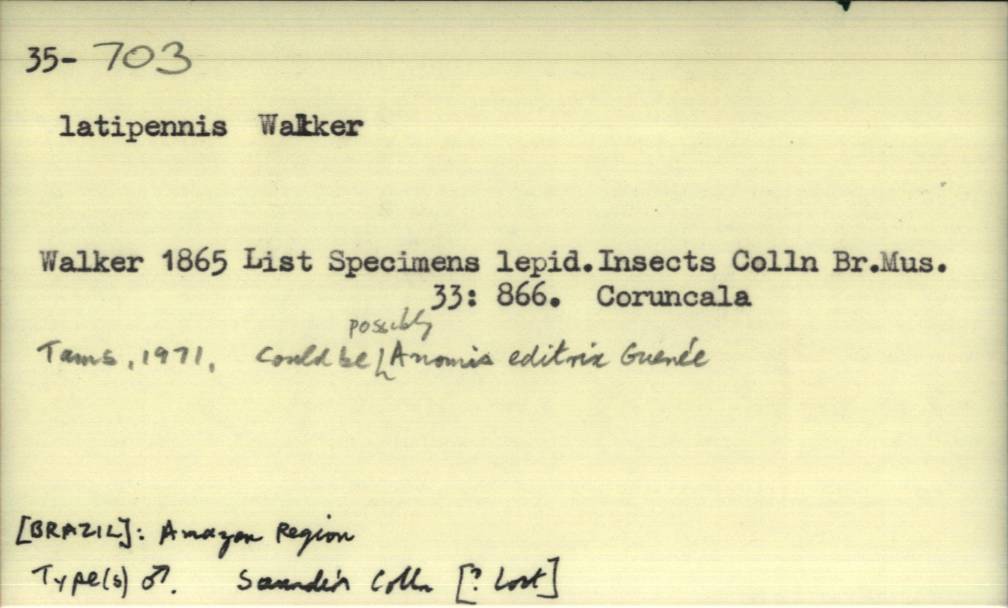 35- 703
latipennis Walker
Walker 1865 List Specimens lepid.Insects Colln Br.Mus.
33: 866. Coruncala
possibly
Tams, 1971, Could be Anomis editrix Guenée
[BRAZIL]: Amazon Region
Type(s) ♂. Saunders Colln [? Lost]